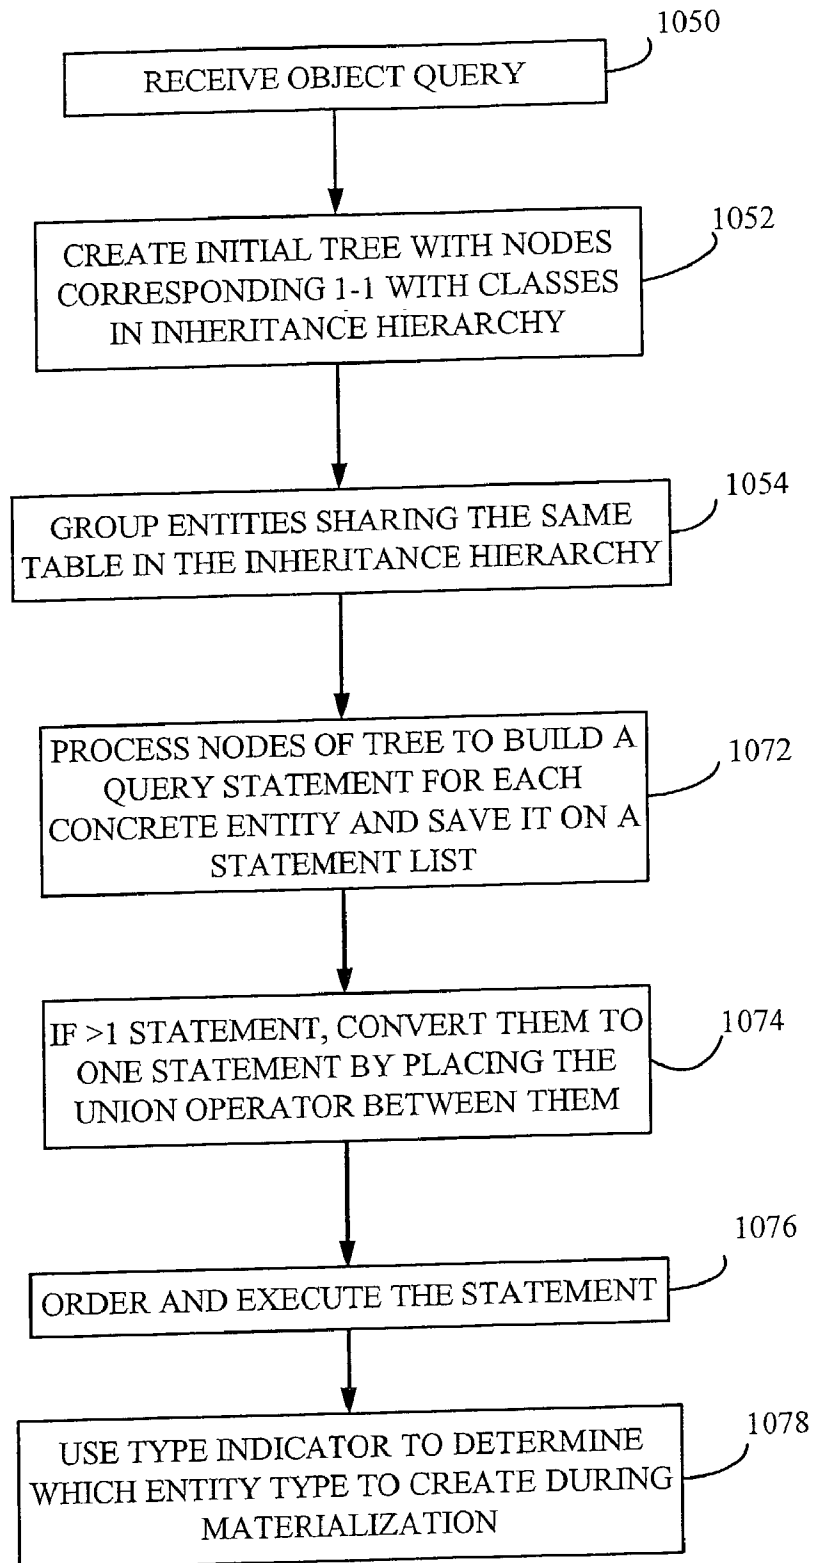 1050
RECEIVE OBJECT QUERY
1052
CREATE INITIAL TREE WITH NODES
CORRESPONDING 1-1 WITH CLASSES
IN INHERITANCE HIERARCHY
1054
GROUP ENTITIES SHARING THE SAME
TABLE IN THE INHERITANCE HIERARCHY
1072
PROCESS NODES OF TREE TO BUILD A
QUERY STATEMENT FOR EACH
CONCRETE ENTITY AND SAVE IT ON A
STATEMENT LIST
1074
IF >1 STATEMENT, CONVERT THEM TO
ONE STATEMENT BY PLACING THE
UNION OPERATOR BETWEEN THEM
1076
ORDER AND EXECUTE THE STATEMENT
1078
USE TYPE INDICATOR TO DETERMINE
WHICH ENTITY TYPE TO CREATE DURING
MATERIALIZATION